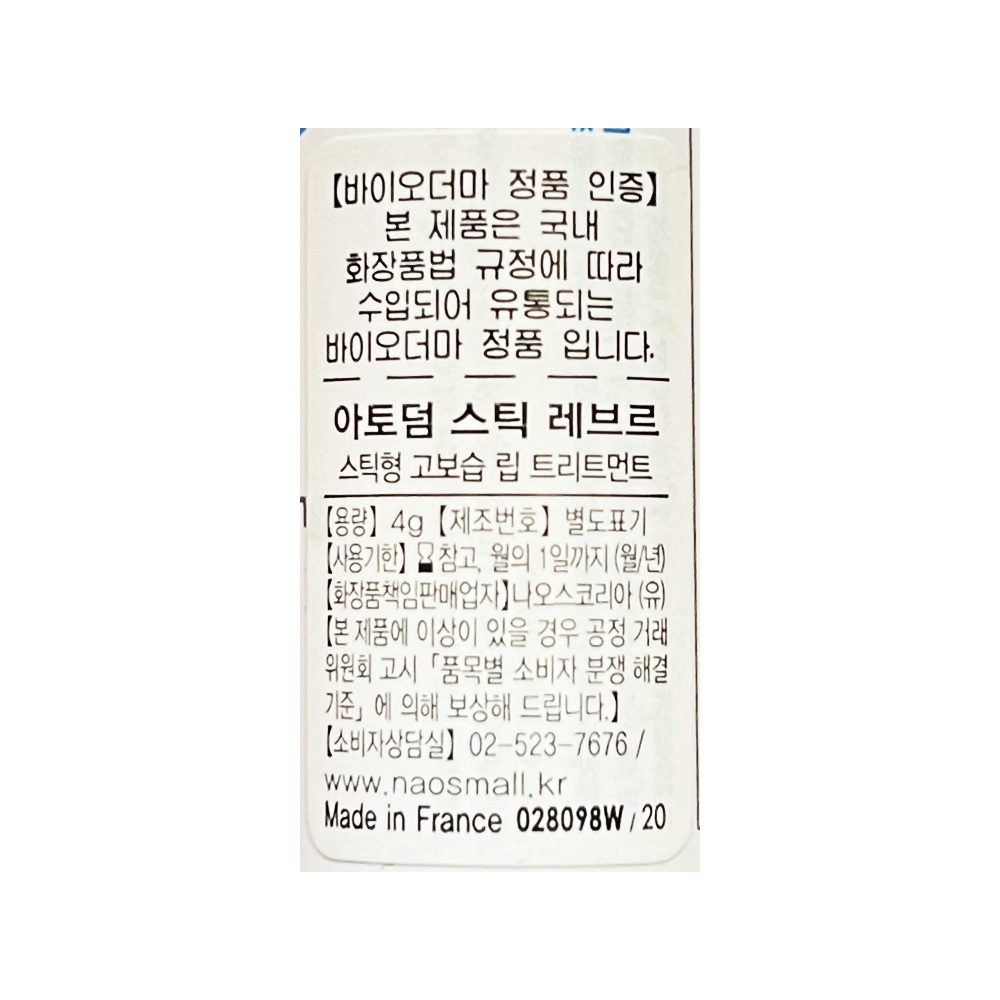 【바이오더마 정품 인증】
본 제품은 국내
화장품법 규정에 따라
수입되어 유통되는
바이오더마 정품 입니다.
아토덤 스틱 레브르
스틱형 고보습 립 트리트먼트
【용량】 4g 【제조번호】 별도표기
【사용기한】 참고, 월의 1일까지 (월/년)
【화장품책임판매업자】나오스코리아 (유)
【본 제품에 이상이 있을 경우 공정 거래
위원회 고시 「품목별 소비자 분쟁 해결
기준」 에 의해 보상해 드립니다.】
【소비자상담실】 02-523-7676 /
www.naosmall.kr
Made in France 028098W / 20